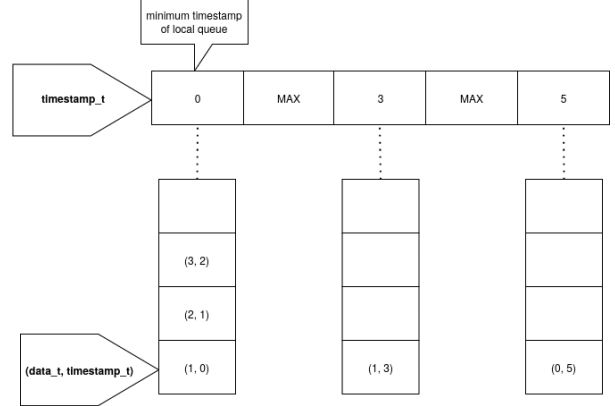 minimum timestamp
of local queue
timestamp_t
0
MAX
3
MAX
5
(3, 2)
(2, 1)
(data_t, timestamp_t)
(1, 0)
(1, 3)
(0, 5)